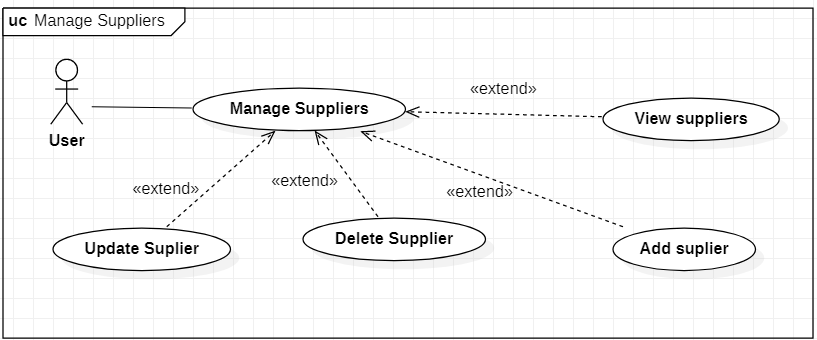 uc Manage Suppliers
User
Manage Suppliers
«extend»
View suppliers
«extend»
«extend»
«extend»
Update Suplier
Delete Supplier
Add suplier